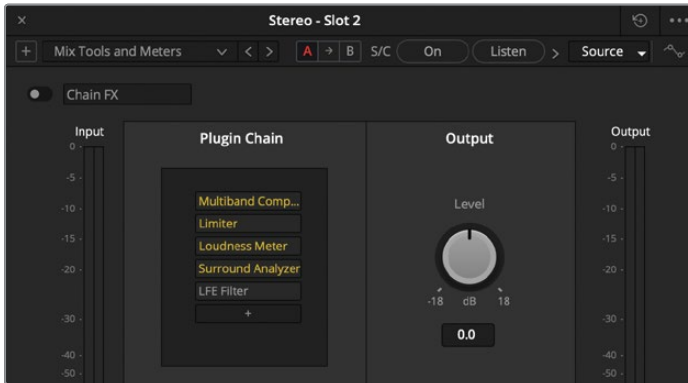 Stereo - Slot 2
Mix Tools and Meters
A
B
S/C
On
Listen
Source
Chain FX
Input
Plugin Chain
Output
Output
0
-5
-10
-15
-20
-30
-40
-50
Multiband Comp...
Limiter
Loudness Meter
Surround Analyzer
LFE Filter
+
Level
-18 dB 18
0.0
0
-5
-10
-15
-20
-30
-40
-50